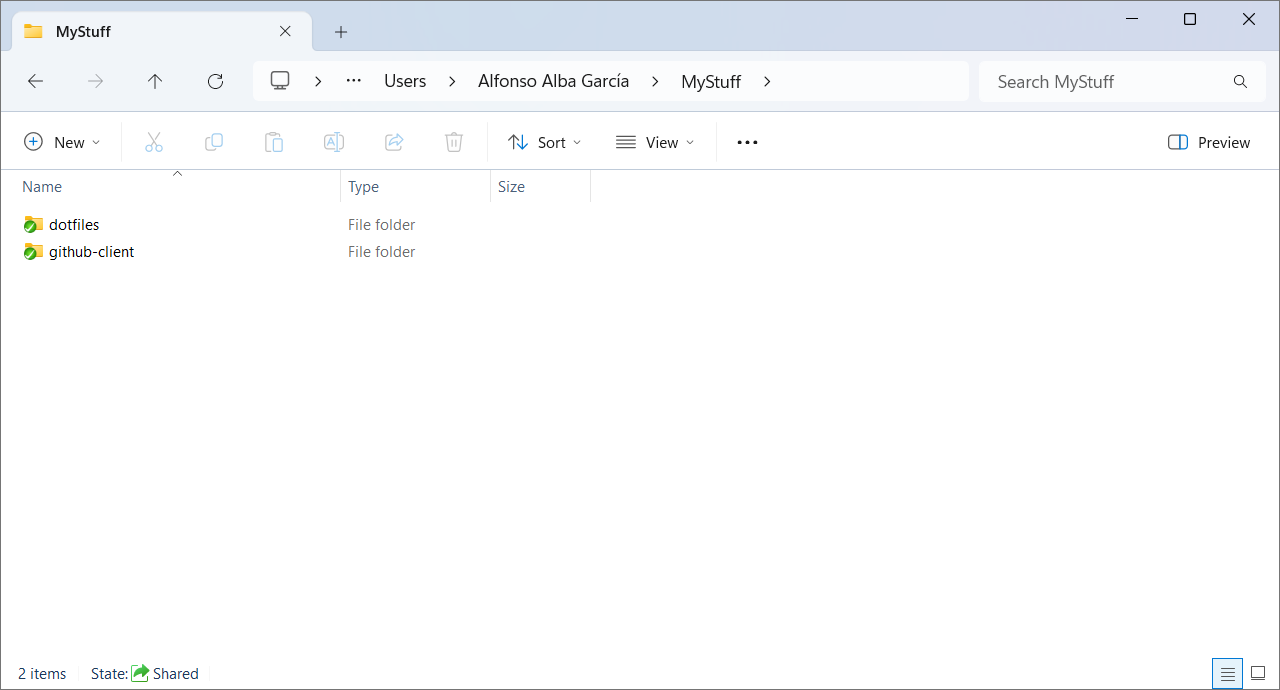 MyStuff
Users Alfonso Alba García MyStuff
Search MyStuff
New Sort View Preview
Name Type Size
dotfiles File folder
github-client File folder
2 items State: Shared